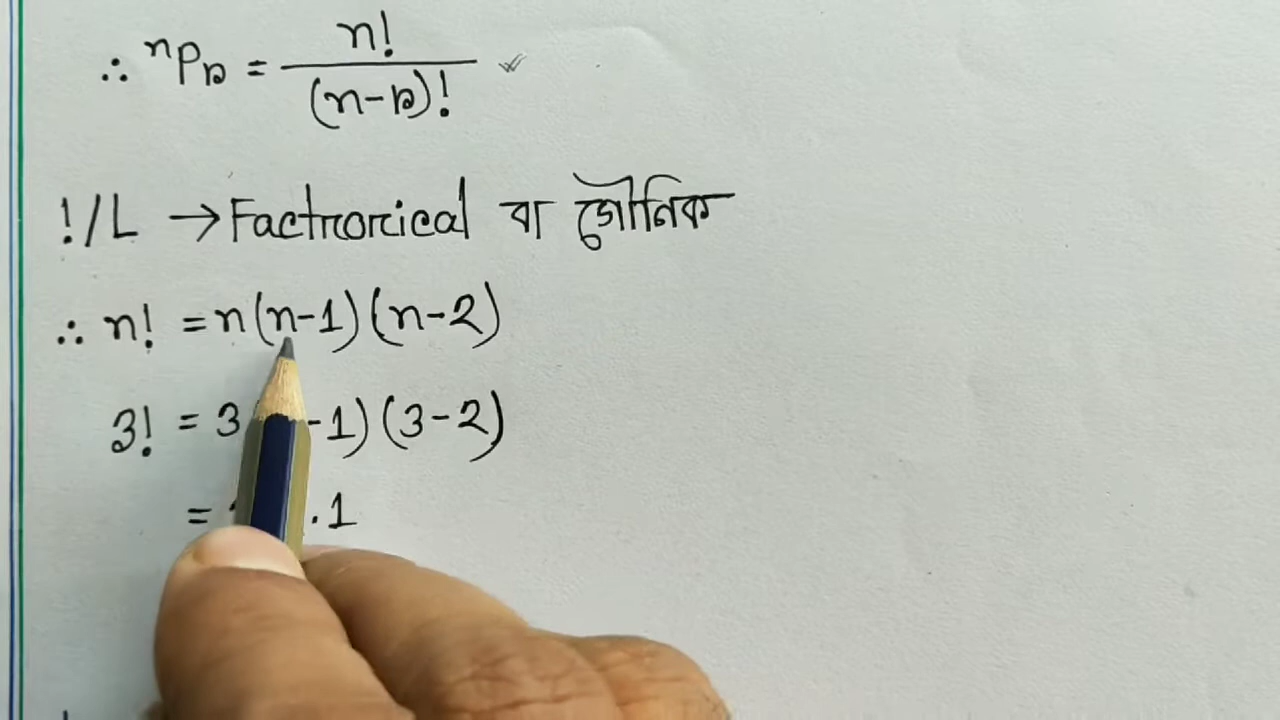 ∴ ⁿPr = n!/(n-r)!
!/L → Factrorical বা গৌনিক
∴ n! = n(n-1)(n-2)
3! = 3 -1)(3-2)
= .1